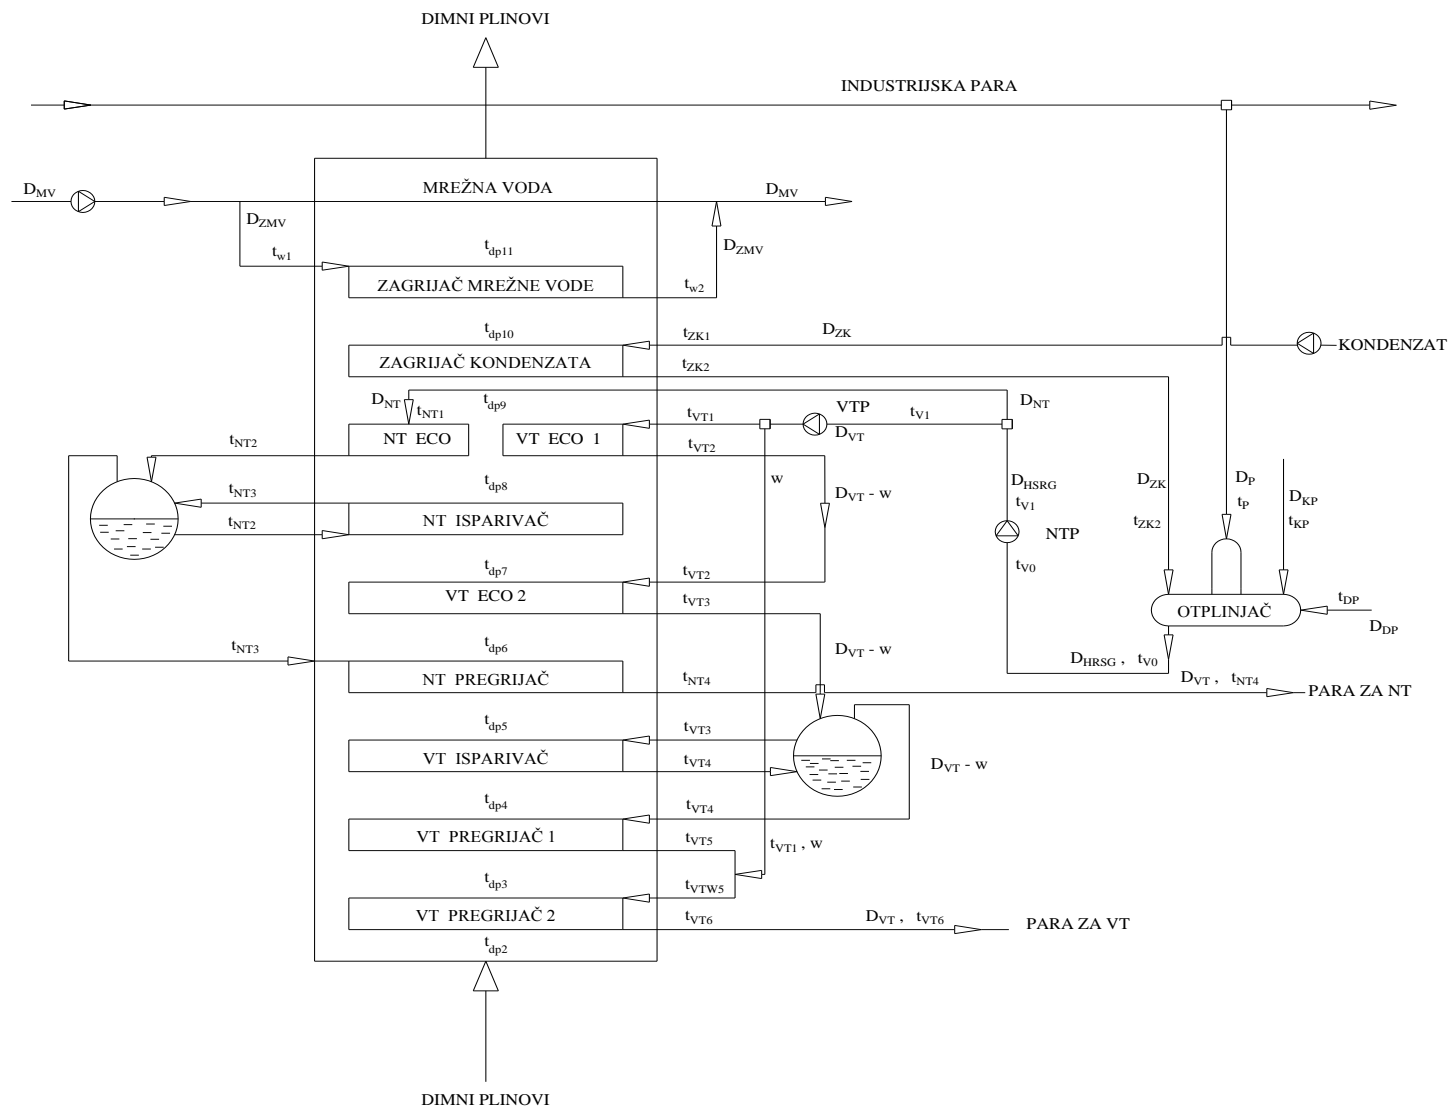 DIMNI PLINOVI
INDUSTRIJSKA PARA
D_MV
MREŽNA VODA
D_MV
D_ZMV
t_w1
t_dp11
D_ZMV
ZAGRIJAČ MREŽNE VODE
t_w2
t_dp10
t_ZK1
D_ZK
KONDENZAT
ZAGRIJAČ KONDENZATA
t_ZK2
D_NT
t_NT1
t_dp9
D_NT
t_VT1
VTP
t_V1
D_VT
NT ECO
VT ECO 1
t_NT2
t_VT2
w
D_VT - w
t_dp8
t_NT3
NT ISPARIVAČ
t_NT2
D_HSRG
t_V1
NTP
t_V0
D_ZK
t_ZK2
D_P
t_P
D_KP
t_KP
t_dp7
t_VT2
VT ECO 2
t_VT3
OTPLINJAČ
t_DP
D_DP
t_NT3
t_dp6
D_VT - w
D_HRSG , t_V0
NT PREGRIJAČ
t_NT4
D_VT , t_NT4
PARA ZA NT
t_dp5
t_VT3
VT ISPARIVAČ
t_VT4
D_VT - w
t_dp4
t_VT4
VT PREGRIJAČ 1
t_VT5
t_VT1 , w
t_dp3
t_VTW5
VT PREGRIJAČ 2
t_VT6
D_VT , t_VT6
PARA ZA VT
t_dp2
DIMNI PLINOVI